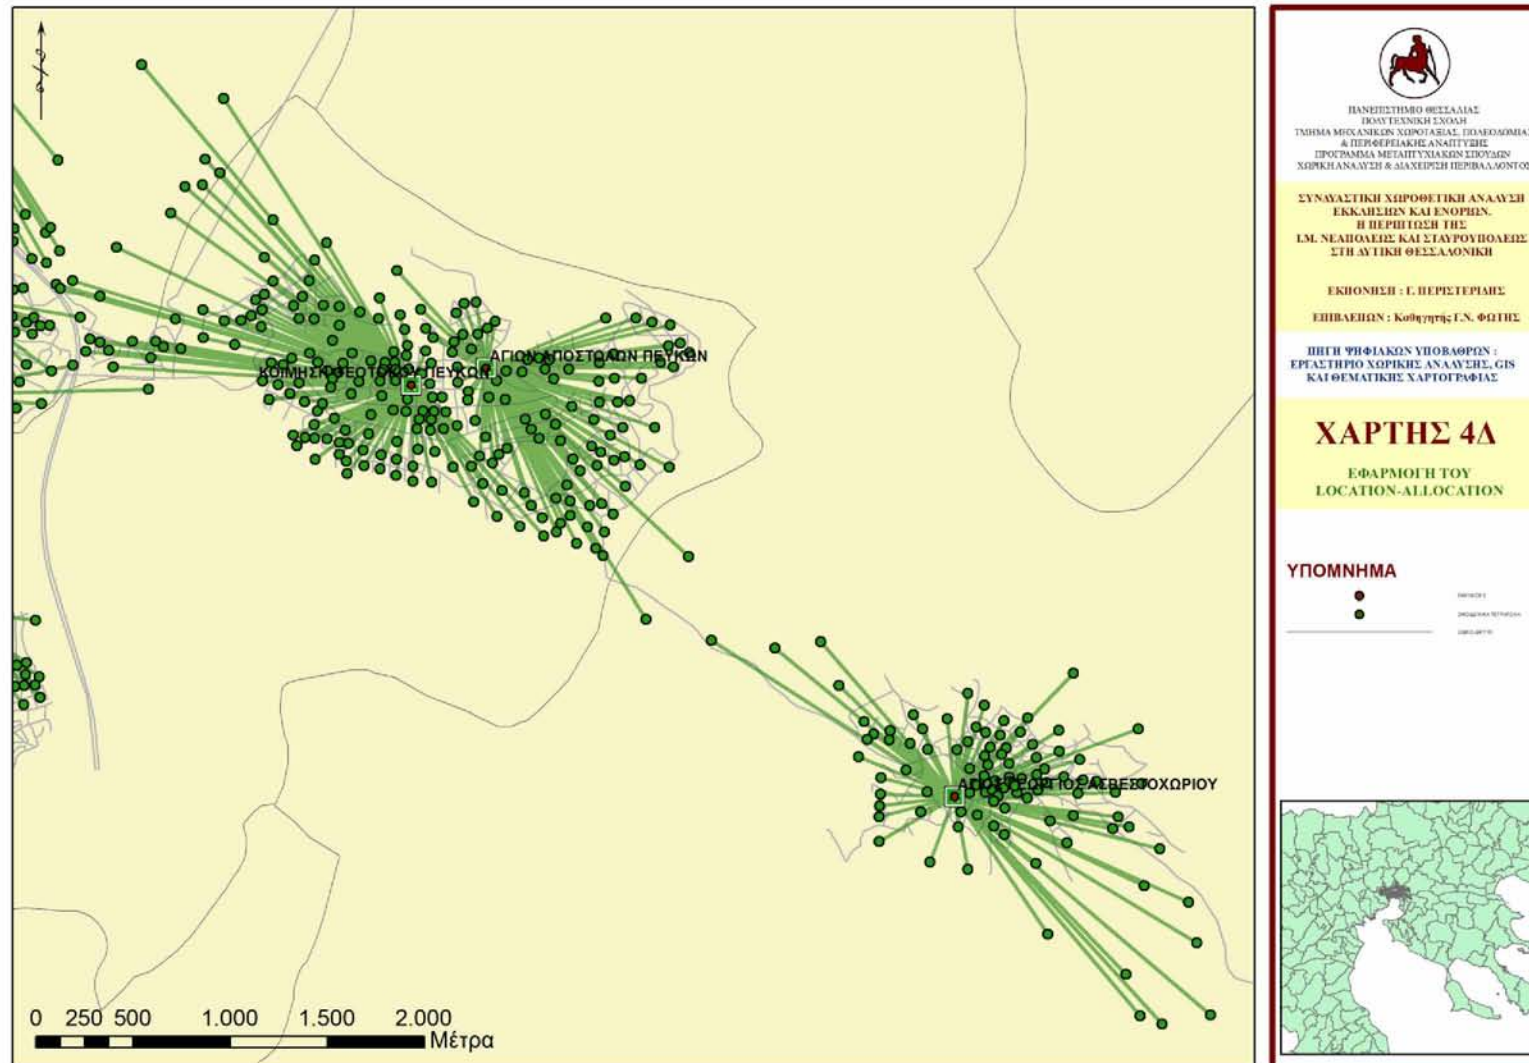 ΑΓΙΩΝ ΑΠΟΣΤΟΛΩΝ ΠΕΥΚΩΝ
ΚΟΙΜΗΣΗ ΘΕΟΤΟΚΟΥ ΠΕΥΚΩΝ
ΑΓΙΟΣ ΓΕΩΡΓΙΟΣ ΑΣΒΕΣΤΟΧΩΡΙΟΥ
0 250 500 1.000 1.500 2.000
Μέτρα
ΠΑΝΕΠΙΣΤΗΜΙΟ ΘΕΣΣΑΛΙΑΣ
ΠΟΛΥΤΕΧΝΙΚΗ ΣΧΟΛΗ
ΤΜΗΜΑ ΜΗΧΑΝΙΚΩΝ ΧΩΡΟΤΑΞΙΑΣ, ΠΟΛΕΟΔΟΜΙΑΣ
& ΠΕΡΙΦΕΡΕΙΑΚΗΣ ΑΝΑΠΤΥΞΗΣ
ΠΡΟΓΡΑΜΜΑ ΜΕΤΑΠΤΥΧΙΑΚΩΝ ΣΠΟΥΔΩΝ
ΧΩΡΙΚΗ ΑΝΑΛΥΣΗ & ΔΙΑΧΕΙΡΙΣΗ ΠΕΡΙΒΑΛΛΟΝΤΟΣ
ΣΥΝΔΥΑΣΤΙΚΗ ΧΩΡΟΘΕΤΙΚΗ ΑΝΑΛΥΣΗ
ΕΚΚΛΗΣΙΩΝ ΚΑΙ ΕΝΟΡΙΩΝ.
Η ΠΕΡΙΠΤΩΣΗ ΤΗΣ
Ι.Μ. ΝΕΑΠΟΛΕΩΣ ΚΑΙ ΣΤΑΥΡΟΥΠΟΛΕΩΣ
ΣΤΗ ΔΥΤΙΚΗ ΘΕΣΣΑΛΟΝΙΚΗ
ΕΚΠΟΝΗΣΗ : Γ. ΠΕΡΙΣΤΕΡΙΔΗΣ
ΕΠΙΒΛΕΠΩΝ : Καθηγητής Γ.Ν. ΦΩΤΗΣ
ΠΗΓΗ ΨΗΦΙΑΚΩΝ ΥΠΟΒΑΘΡΩΝ :
ΕΡΓΑΣΤΗΡΙΟ ΧΩΡΙΚΗΣ ΑΝΑΛΥΣΗΣ, GIS
ΚΑΙ ΘΕΜΑΤΙΚΗΣ ΧΑΡΤΟΓΡΑΦΙΑΣ
ΧΑΡΤΗΣ 4Δ
ΕΦΑΡΜΟΓΗ ΤΟΥ
LOCATION-ALLOCATION
ΥΠΟΜΝΗΜΑ